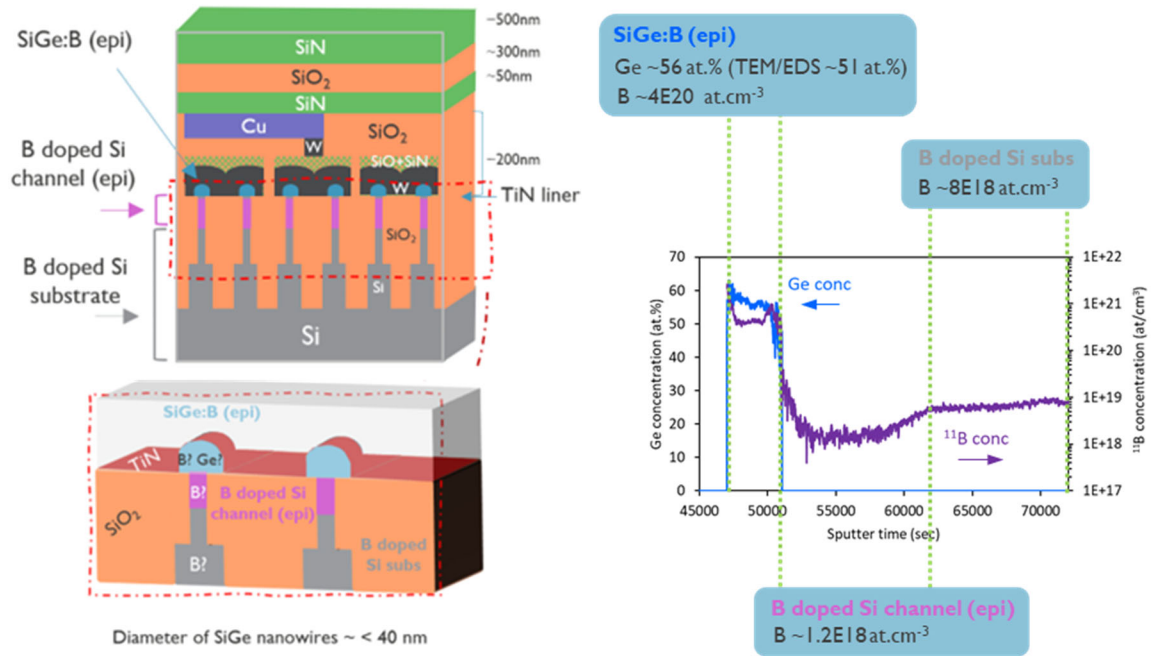 SiGe:B (epi)
B doped Si
channel (epi)
B doped Si
substrate
~500nm
~300nm
~50nm
~200nm
TiN liner
SiN
SiO₂
SiN
Cu
SiO₂
W
SiO+SiN
W
SiO₂
Si
Si
SiGe:B (epi)
TiN
B? Ge?
B?
B doped Si
channel (epi)
SiO₂
B?
B doped
Si subs
Diameter of SiGe nanowires ~ < 40 nm
SiGe:B (epi)
Ge ~56 at.% (TEM/EDS ~51 at.%)
B ~4E20 at.cm⁻³
B doped Si subs
B ~8E18 at.cm⁻³
Ge concentration (at.%)
70
60
50
40
30
20
10
0
Ge conc
¹¹B conc
1E+22
1E+21
1E+20
1E+19
1E+18
1E+17
¹¹B concentration (at/cm³)
45000 50000 55000 60000 65000 70000
Sputter time (sec)
B doped Si channel (epi)
B ~1.2E18 at.cm⁻³